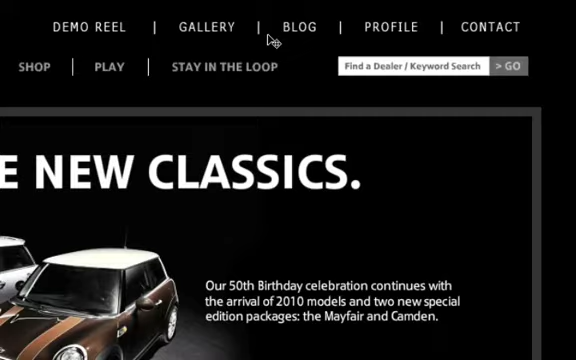 DEMO REEL | GALLERY | BLOG | PROFILE | CONTACT
SHOP | PLAY | STAY IN THE LOOP Find a Dealer / Keyword Search > GO
E NEW CLASSICS.
Our 50th Birthday celebration continues with
the arrival of 2010 models and two new special
edition packages: the Mayfair and Camden.